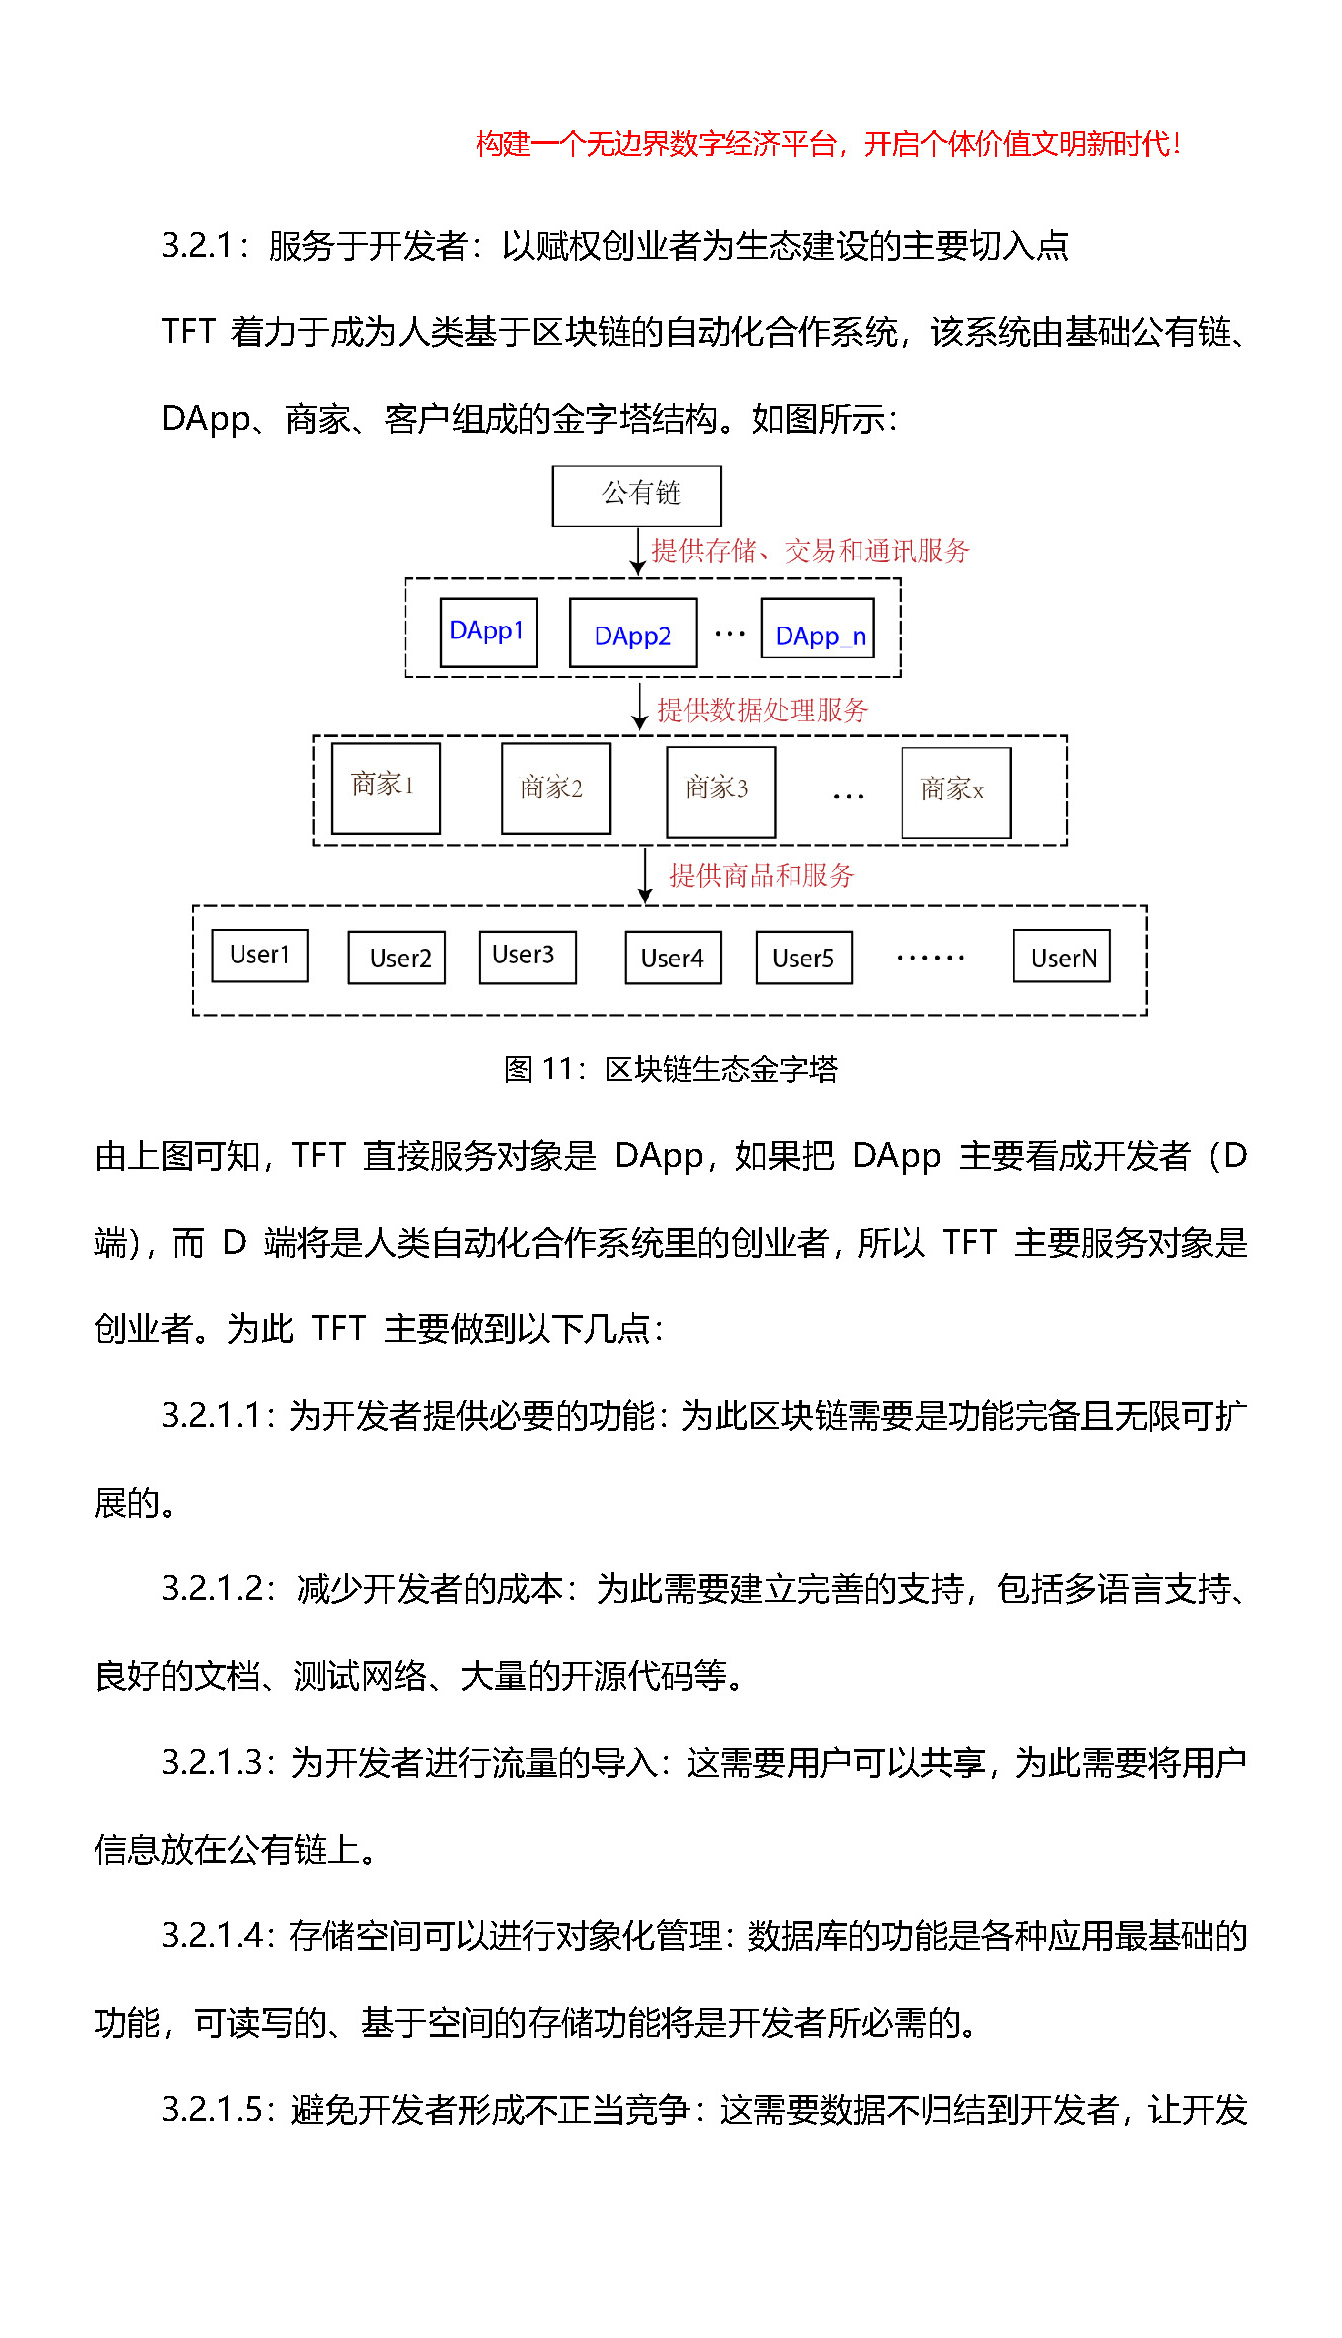 构建一个无边界数字经济平台，开启个体价值文明新时代！
3.2.1：服务于开发者：以赋权创业者为生态建设的主要切入点
TFT 着力于成为人类基于区块链的自动化合作系统，该系统由基础公有链、
DApp、商家、客户组成的金字塔结构。如图所示：
公有链
提供存储、交易和通讯服务
DApp1 DApp2 ··· DApp_n
提供数据处理服务
商家1 商家2 商家3 ··· 商家x
提供商品和服务
User1 User2 User3 User4 User5 ······ UserN
图 11：区块链生态金字塔
由上图可知，TFT 直接服务对象是 DApp，如果把 DApp 主要看成开发者（D
端），而 D 端将是人类自动化合作系统里的创业者，所以 TFT 主要服务对象是
创业者。为此 TFT 主要做到以下几点：
3.2.1.1：为开发者提供必要的功能：为此区块链需要是功能完备且无限可扩
展的。
3.2.1.2：减少开发者的成本：为此需要建立完善的支持，包括多语言支持、
良好的文档、测试网络、大量的开源代码等。
3.2.1.3：为开发者进行流量的导入：这需要用户可以共享，为此需要将用户
信息放在公有链上。
3.2.1.4：存储空间可以进行对象化管理：数据库的功能是各种应用最基础的
功能，可读写的、基于空间的存储功能将是开发者所必需的。
3.2.1.5：避免开发者形成不正当竞争：这需要数据不归结到开发者，让开发